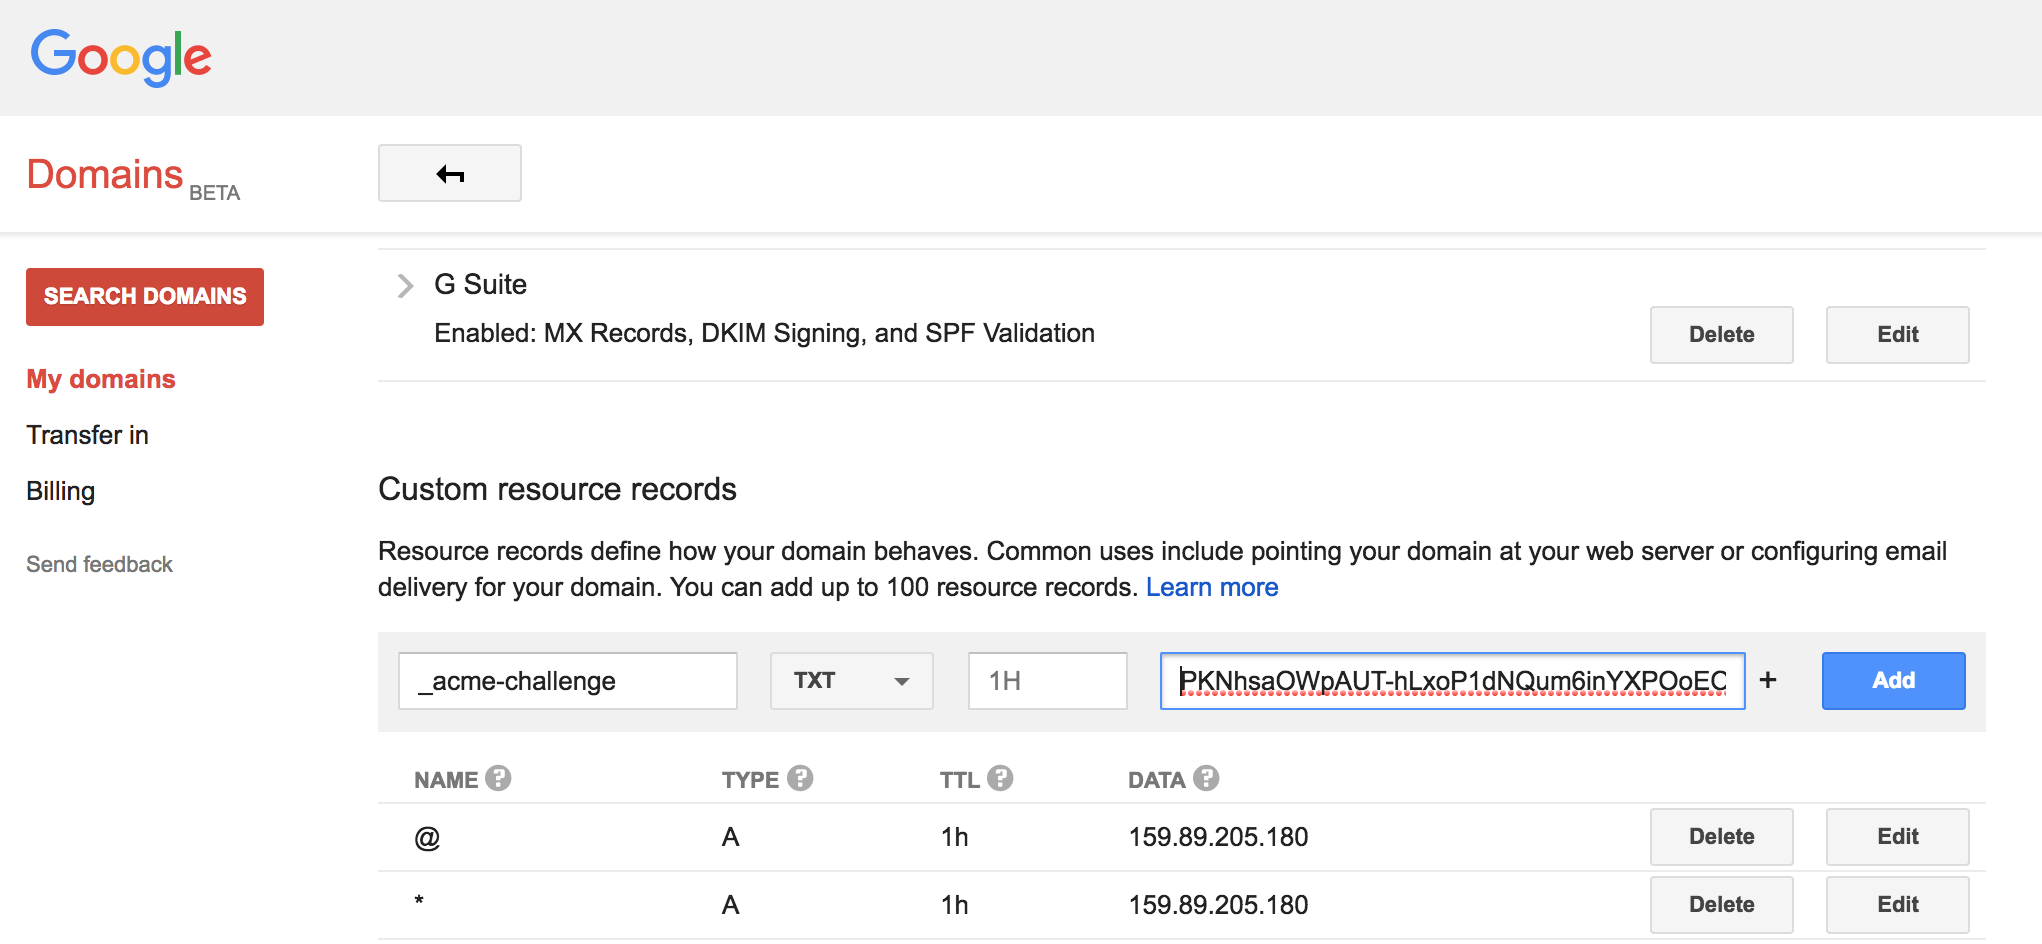 Google
Domains BETA
SEARCH DOMAINS
My domains
Transfer in
Billing
Send feedback
G Suite
Enabled: MX Records, DKIM Signing, and SPF Validation
Delete Edit
Custom resource records
Resource records define how your domain behaves. Common uses include pointing your domain at your web server or configuring email
delivery for your domain. You can add up to 100 resource records. Learn more
_acme-challenge TXT 1H PKNhsaOWpAUT-hLxoP1dNQum6inYXPOoEC + Add
NAME ? TYPE ? TTL ? DATA ?
@ A 1h 159.89.205.180 Delete Edit
* A 1h 159.89.205.180 Delete Edit